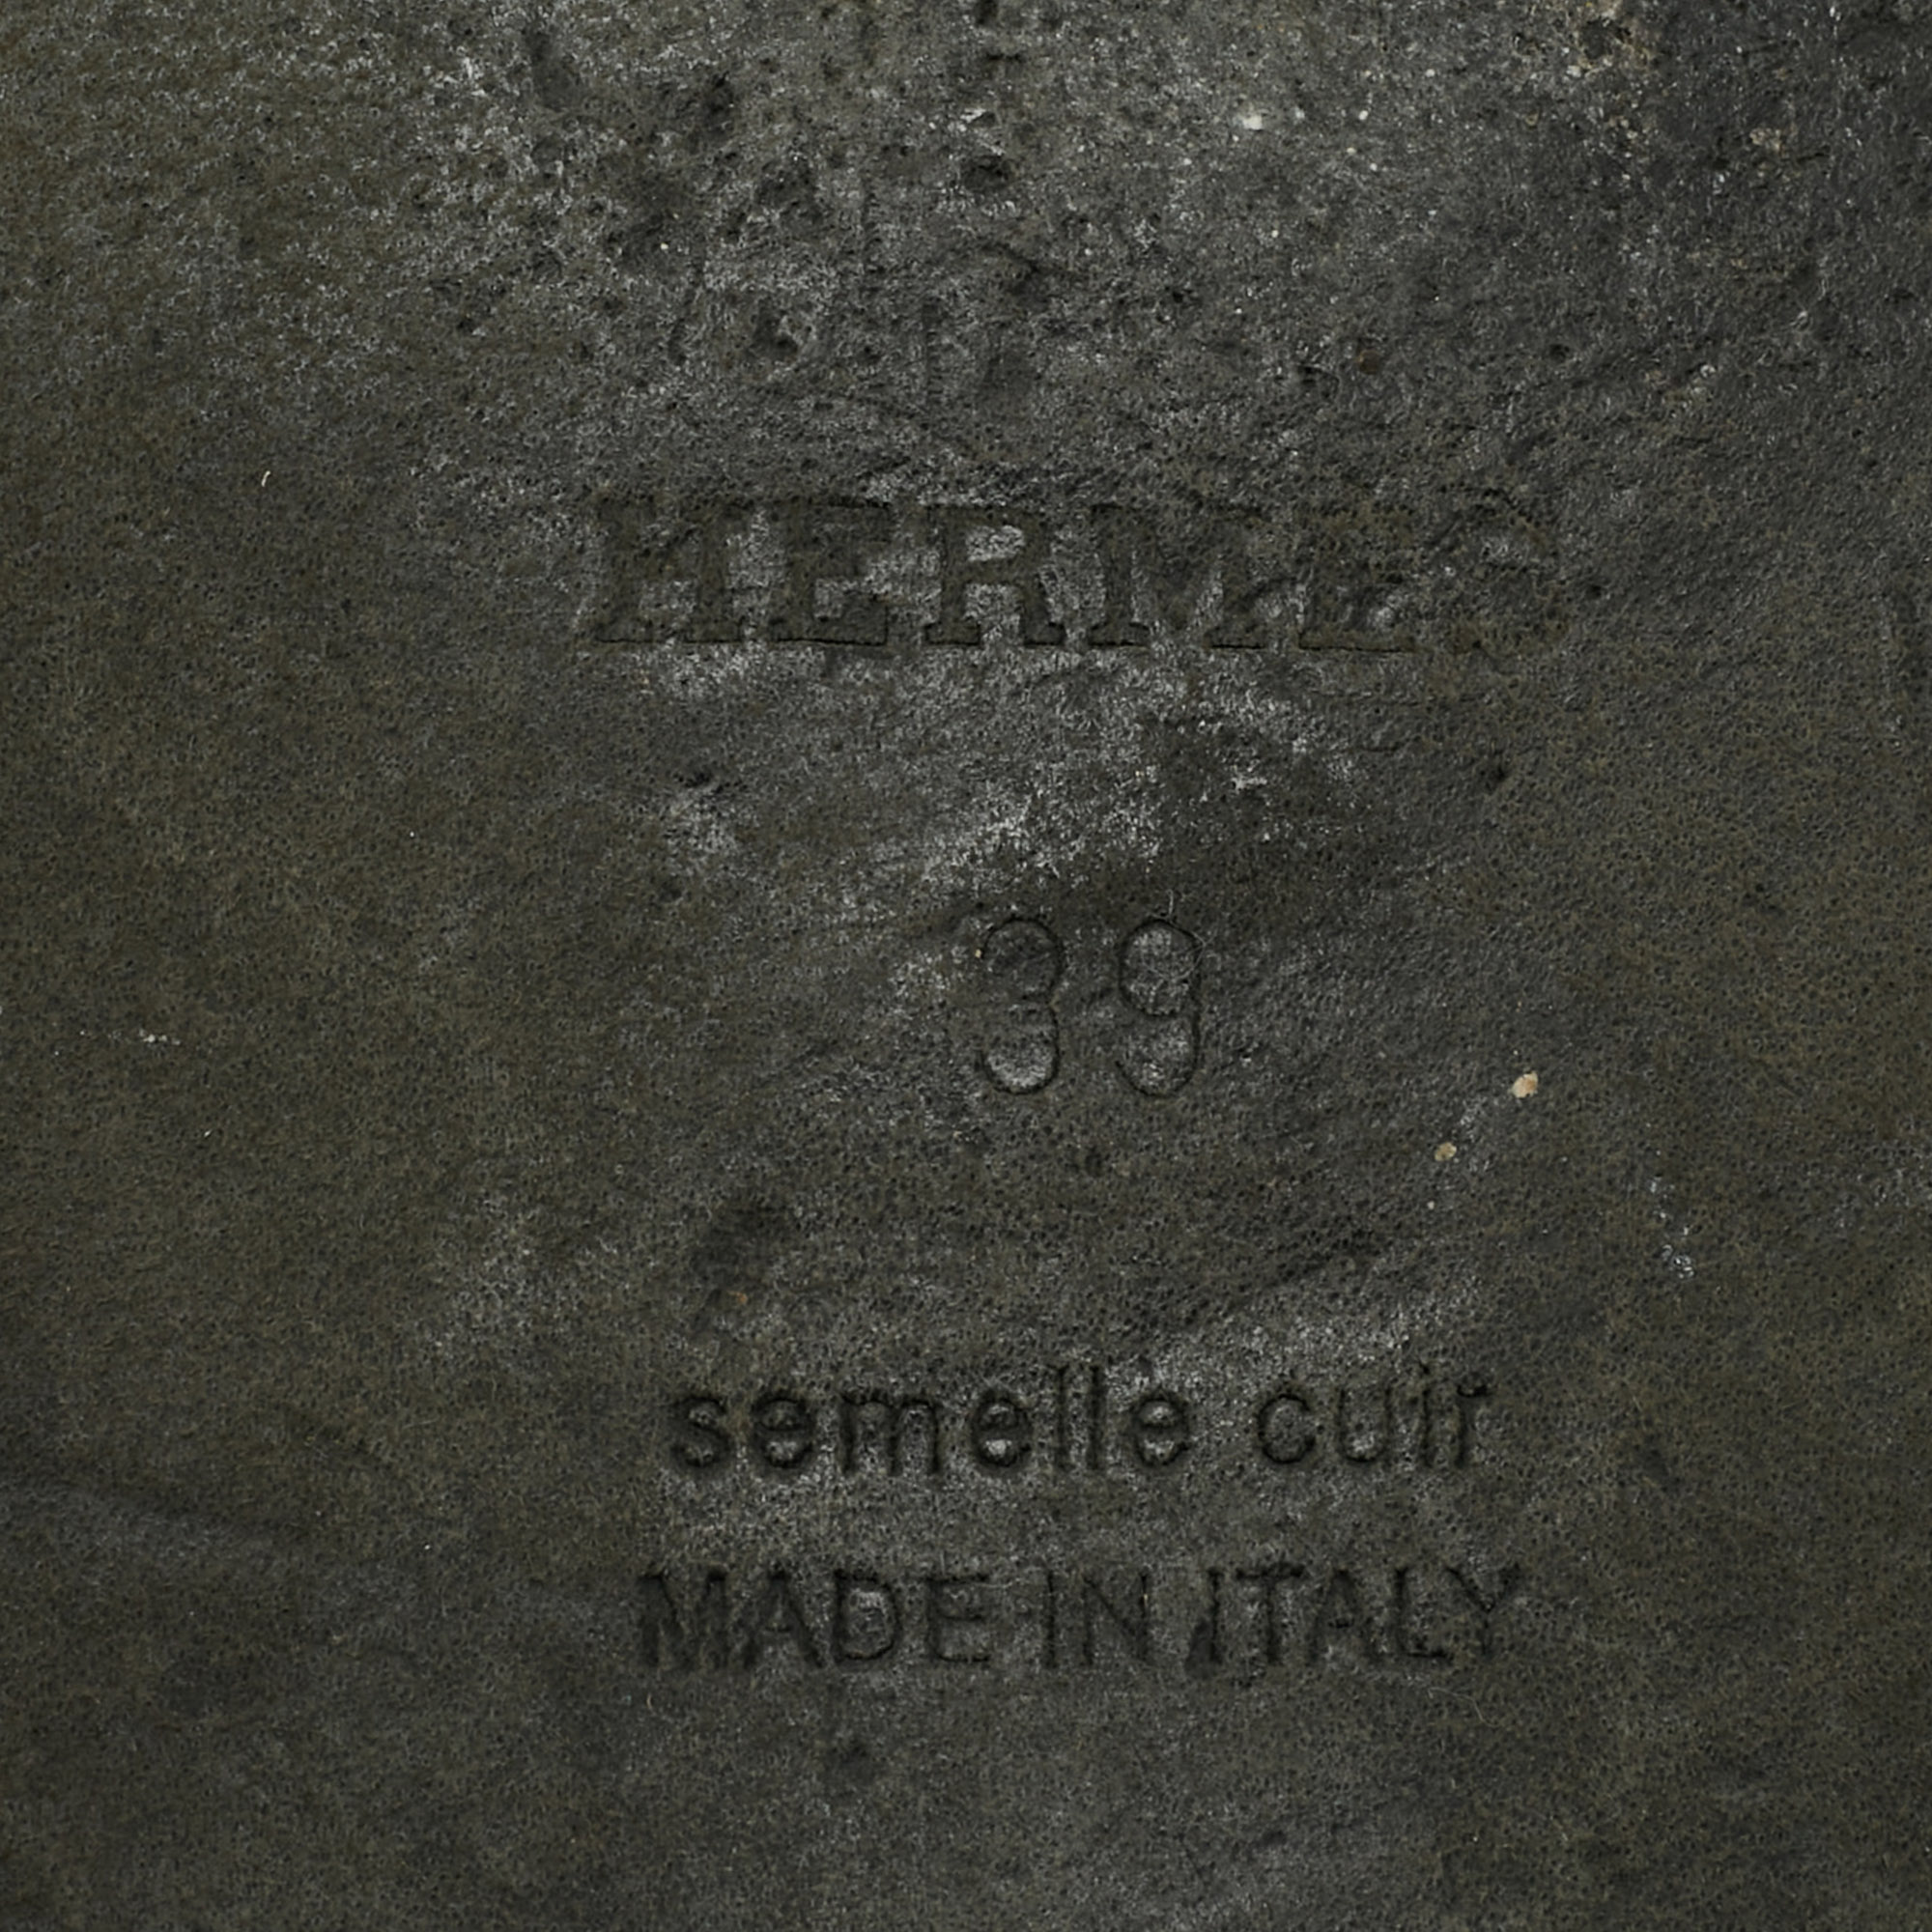 HERMES
39
semelle cuir
MADE IN ITALY